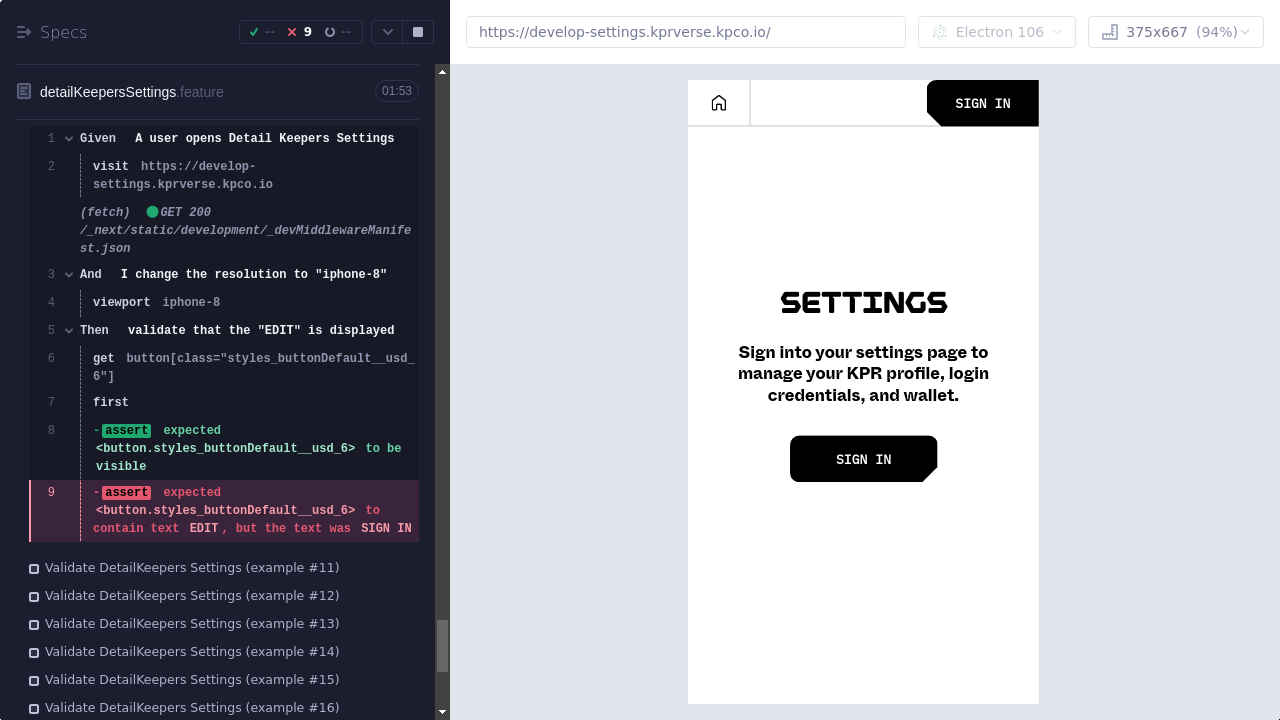 Specs
-- 9 --
detailKeepersSettings.feature 01:53
1 Given A user opens Detail Keepers Settings
2 visit https://develop-
settings.kprverse.kpco.io
(fetch) GET 200
/_next/static/development/_devMiddlewareManife
st.json
3 And I change the resolution to "iphone-8"
4 viewport iphone-8
5 Then validate that the "EDIT" is displayed
6 get button[class="styles_buttonDefault__usd_
6"]
7 first
8 -assert expected
<button.styles_buttonDefault__usd_6> to be
visible
9 -assert expected
<button.styles_buttonDefault__usd_6> to
contain text EDIT, but the text was SIGN IN
Validate DetailKeepers Settings (example #11)
Validate DetailKeepers Settings (example #12)
Validate DetailKeepers Settings (example #13)
Validate DetailKeepers Settings (example #14)
Validate DetailKeepers Settings (example #15)
Validate DetailKeepers Settings (example #16)
https://develop-settings.kprverse.kpco.io/
Electron 106
375x667 (94%)
SIGN IN
SETTINGS
Sign into your settings page to
manage your KPR profile, login
credentials, and wallet.
SIGN IN